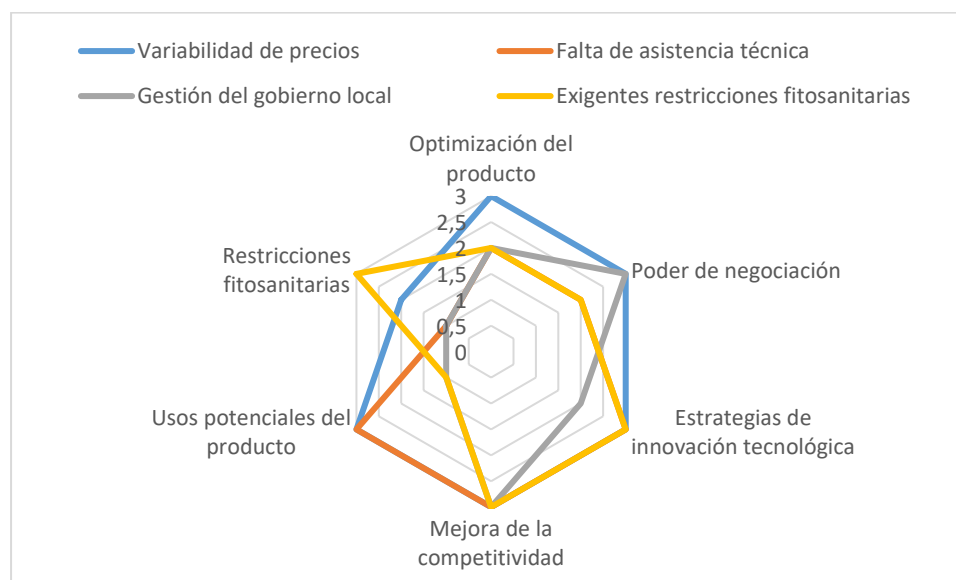 Variabilidad de precios
Falta de asistencia técnica
Gestión del gobierno local
Exigentes restricciones fitosanitarias
Optimización del
producto
3
2,5
2
1,5
1
0,5
0
Poder de negociación
Estrategias de
innovación tecnológica
Mejora de la
competitividad
Usos potenciales del
producto
Restricciones
fitosanitarias